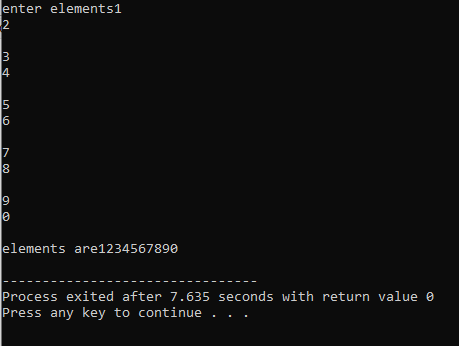 enter elements1
2
3
4
5
6
7
8
9
0
elements are1234567890
--------------------------------
Process exited after 7.635 seconds with return value 0
Press any key to continue . . .